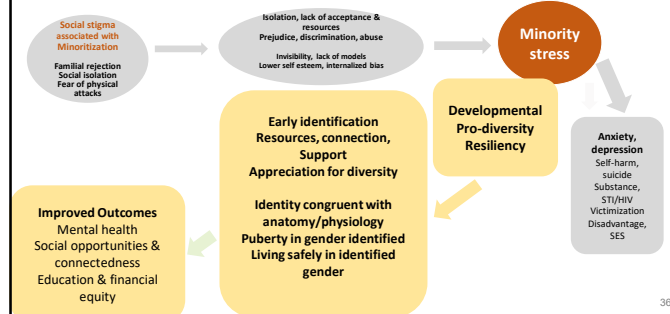 Social stigma
associated with
Minoritization
Familial rejection
Social isolation
Fear of physical
attacks
Isolation, lack of acceptance &
resources
Prejudice, discrimination, abuse
Invisibility, lack of models
Lower self esteem, internalized bias
Minority
stress
Developmental
Pro-diversity
Resiliency
Anxiety,
depression
Self-harm,
suicide
Substance,
STI/HIV
Victimization
Disadvantage,
SES
Early identification
Resources, connection,
Support
Appreciation for diversity
Identity congruent with
anatomy/physiology
Puberty in gender identified
Living safely in identified
gender
Improved Outcomes
Mental health
Social opportunities &
connectedness
Education & financial
equity
36